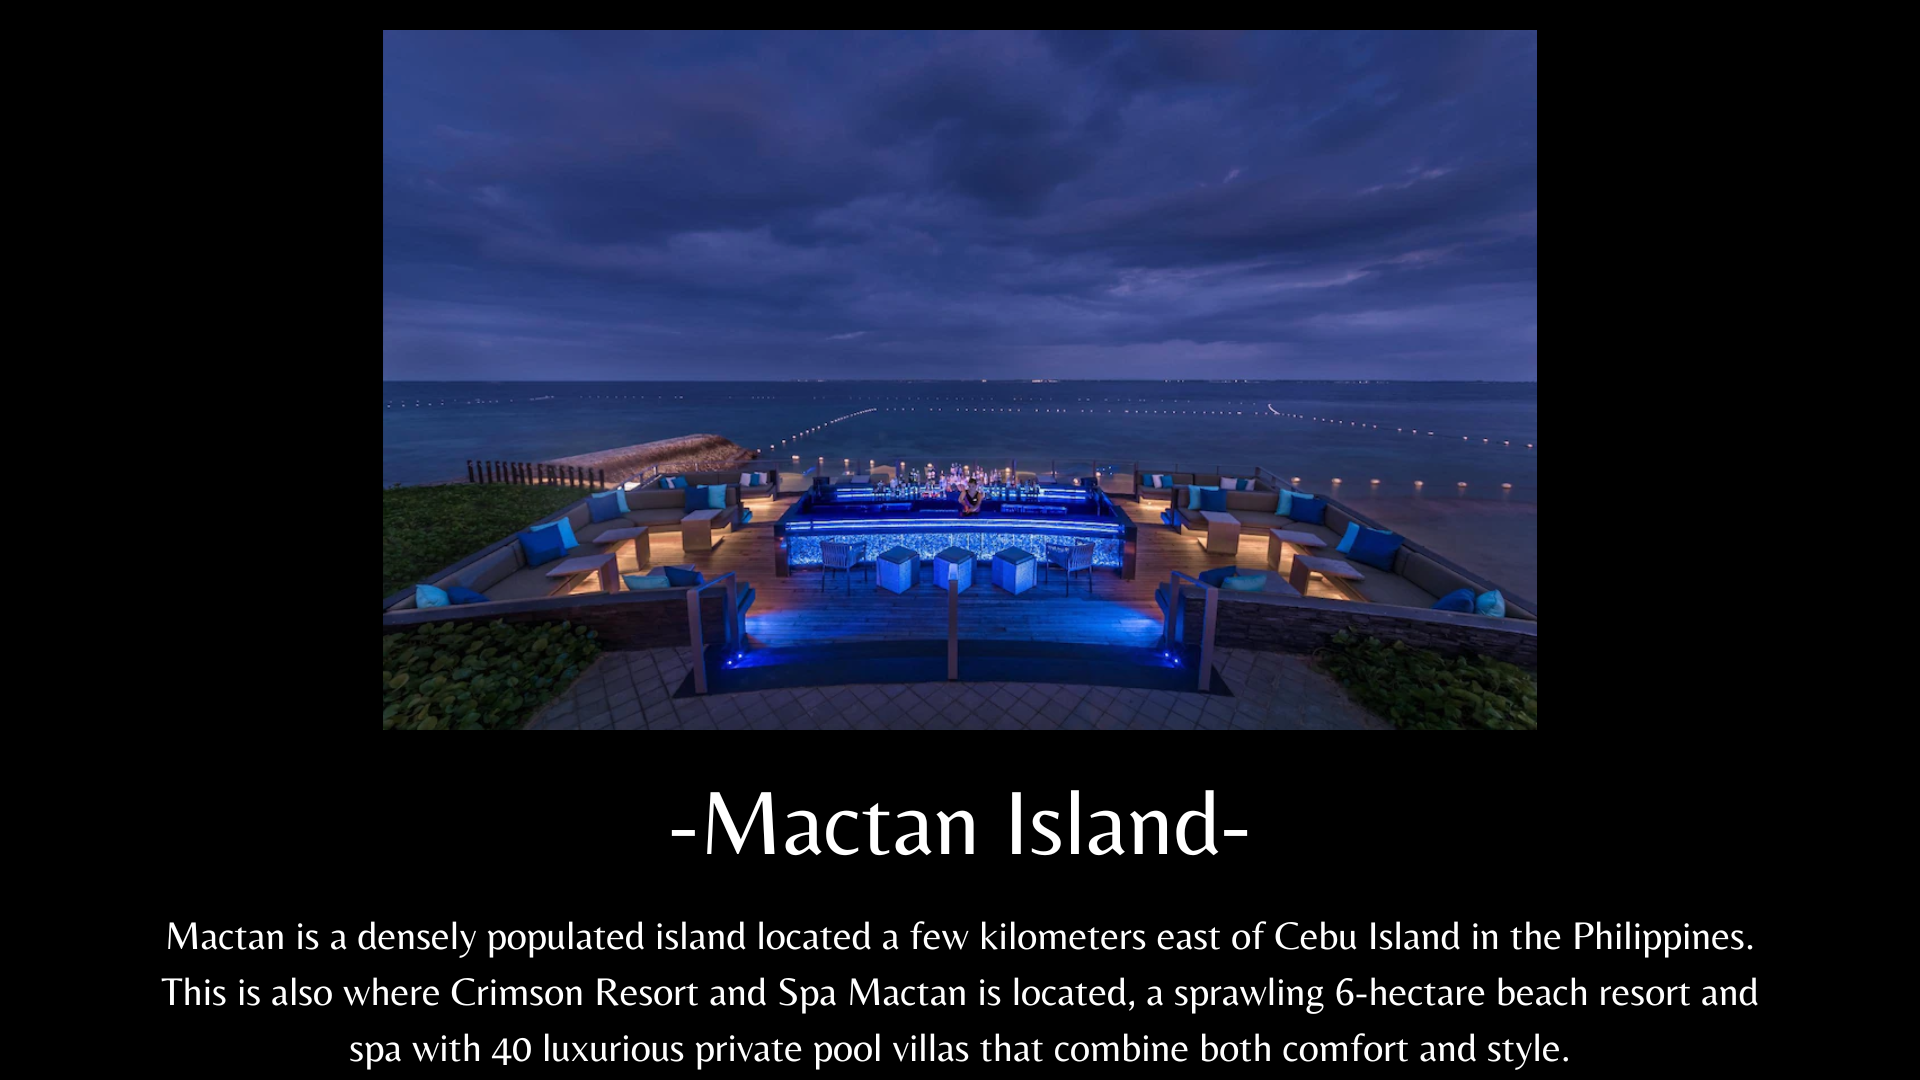 -Mactan Island-
Mactan is a densely populated island located a few kilometers east of Cebu Island in the Philippines.
This is also where Crimson Resort and Spa Mactan is located, a sprawling 6-hectare beach resort and
spa with 40 luxurious private pool villas that combine both comfort and style.